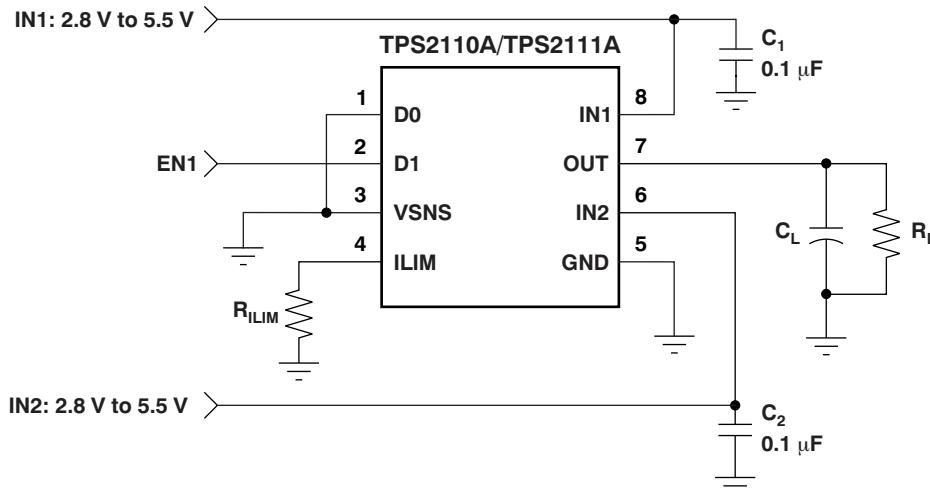 IN1: 2.8 V to 5.5 V
TPS2110A/TPS2111A
C1
0.1 μF
1
D0
IN1
8
EN1
2
D1
OUT
7
3
VSNS
IN2
6
4
ILIM
GND
5
CL
RILIM
IN2: 2.8 V to 5.5 V
C2
0.1 μF